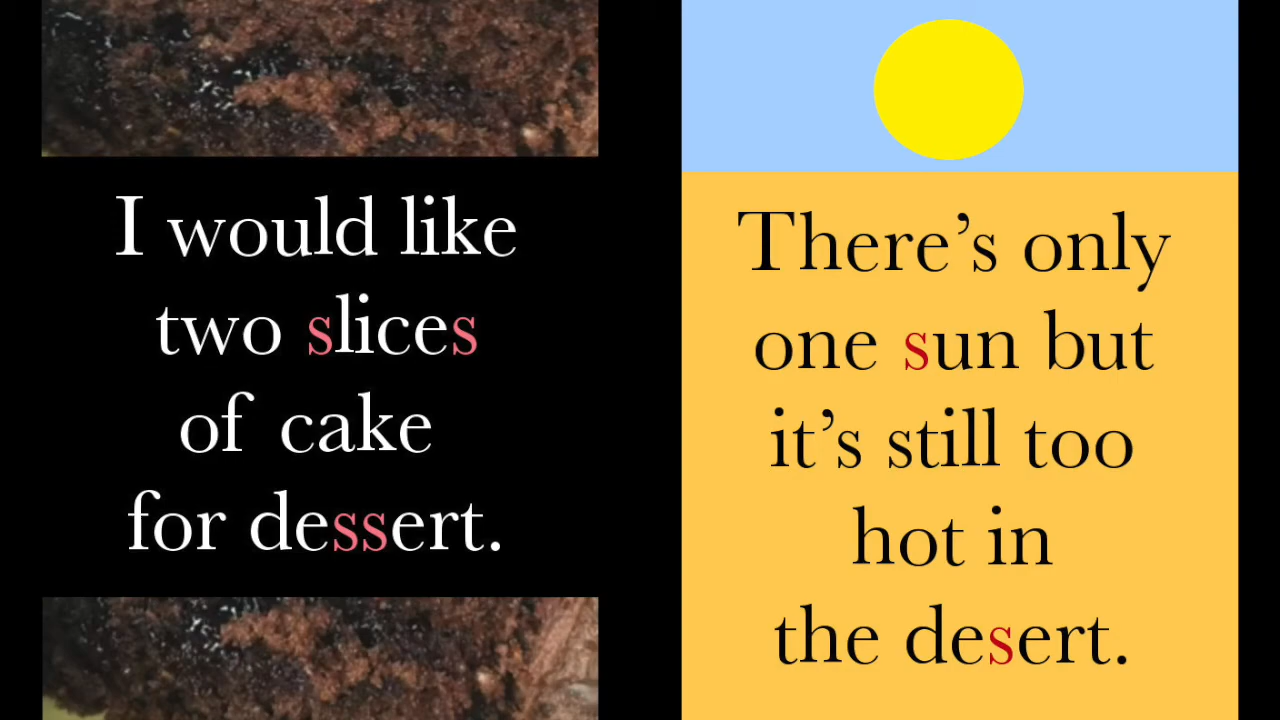 I would like
two slices
of cake
for dessert.
There’s only
one sun but
it’s still too
hot in
the desert.